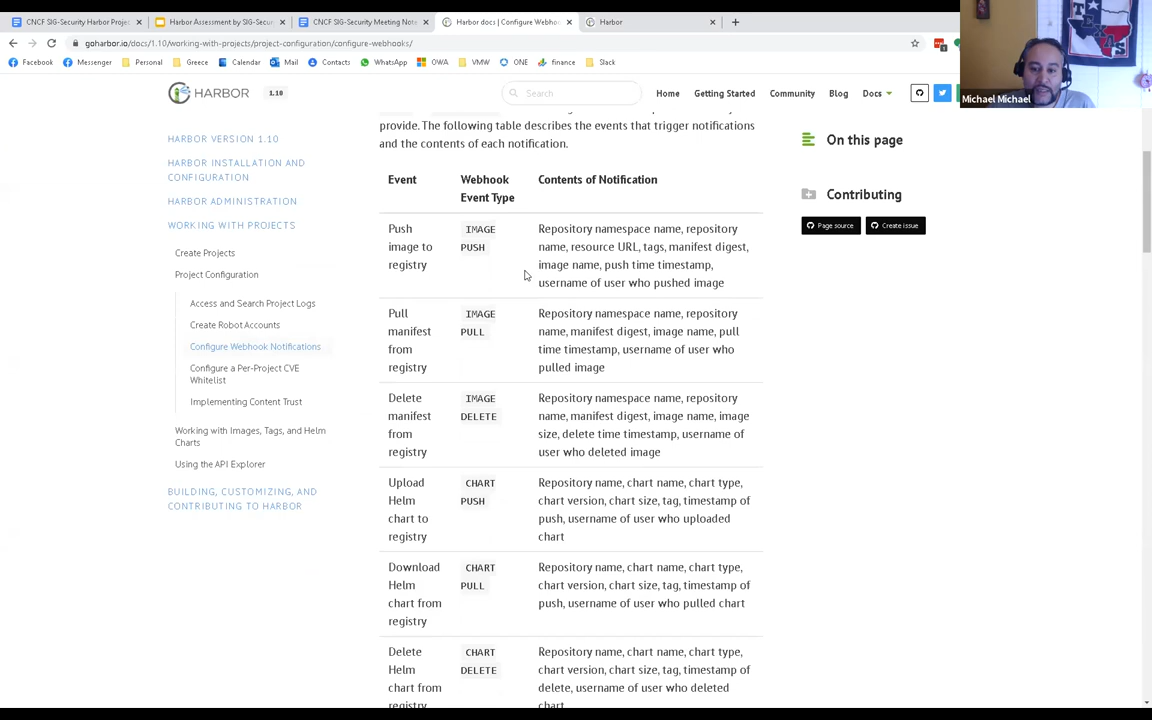 CNCF SIG-Security Harbor Projec
Harbor Assessment by SIG-Secur
CNCF SIG-Security Meeting Note
Harbor docs | Configure Webhoo
Harbor
goharbor.io/docs/1.10/working-with-projects/project-configuration/configure-webhooks/
Facebook
Messenger
Personal
Greece
Calendar
Mail
Contacts
WhatsApp
OWA
VMW
ONE
finance
Slack
TEXAS
Michael Michael
HARBOR
1.10
Search
Home
Getting Started
Community
Blog
Docs
HARBOR VERSION 1.10
HARBOR INSTALLATION AND
CONFIGURATION
HARBOR ADMINISTRATION
WORKING WITH PROJECTS
Create Projects
Project Configuration
Access and Search Project Logs
Create Robot Accounts
Configure Webhook Notifications
Configure a Per-Project CVE
Whitelist
Implementing Content Trust
Working with Images, Tags, and Helm
Charts
Using the API Explorer
BUILDING, CUSTOMIZING, AND
CONTRIBUTING TO HARBOR
provide. The following table describes the events that trigger notifications
and the contents of each notification.
Event
Webhook
Event Type
Contents of Notification
Push
image to
registry
IMAGE
PUSH
Repository namespace name, repository
name, resource URL, tags, manifest digest,
image name, push time timestamp,
username of user who pushed image
Pull
manifest
from
registry
IMAGE
PULL
Repository namespace name, repository
name, manifest digest, image name, pull
time timestamp, username of user who
pulled image
Delete
manifest
from
registry
IMAGE
DELETE
Repository namespace name, repository
name, manifest digest, image name, image
size, delete time timestamp, username of
user who deleted image
Upload
Helm
chart to
registry
CHART
PUSH
Repository name, chart name, chart type,
chart version, chart size, tag, timestamp of
push, username of user who uploaded
chart
Download
Helm
chart from
registry
CHART
PULL
Repository name, chart name, chart type,
chart version, chart size, tag, timestamp of
push, username of user who pulled chart
Delete
Helm
chart from
registry
CHART
DELETE
Repository name, chart name, chart type,
chart version, chart size, tag, timestamp of
delete, username of user who deleted
chart
On this page
Contributing
Page source
Create issue